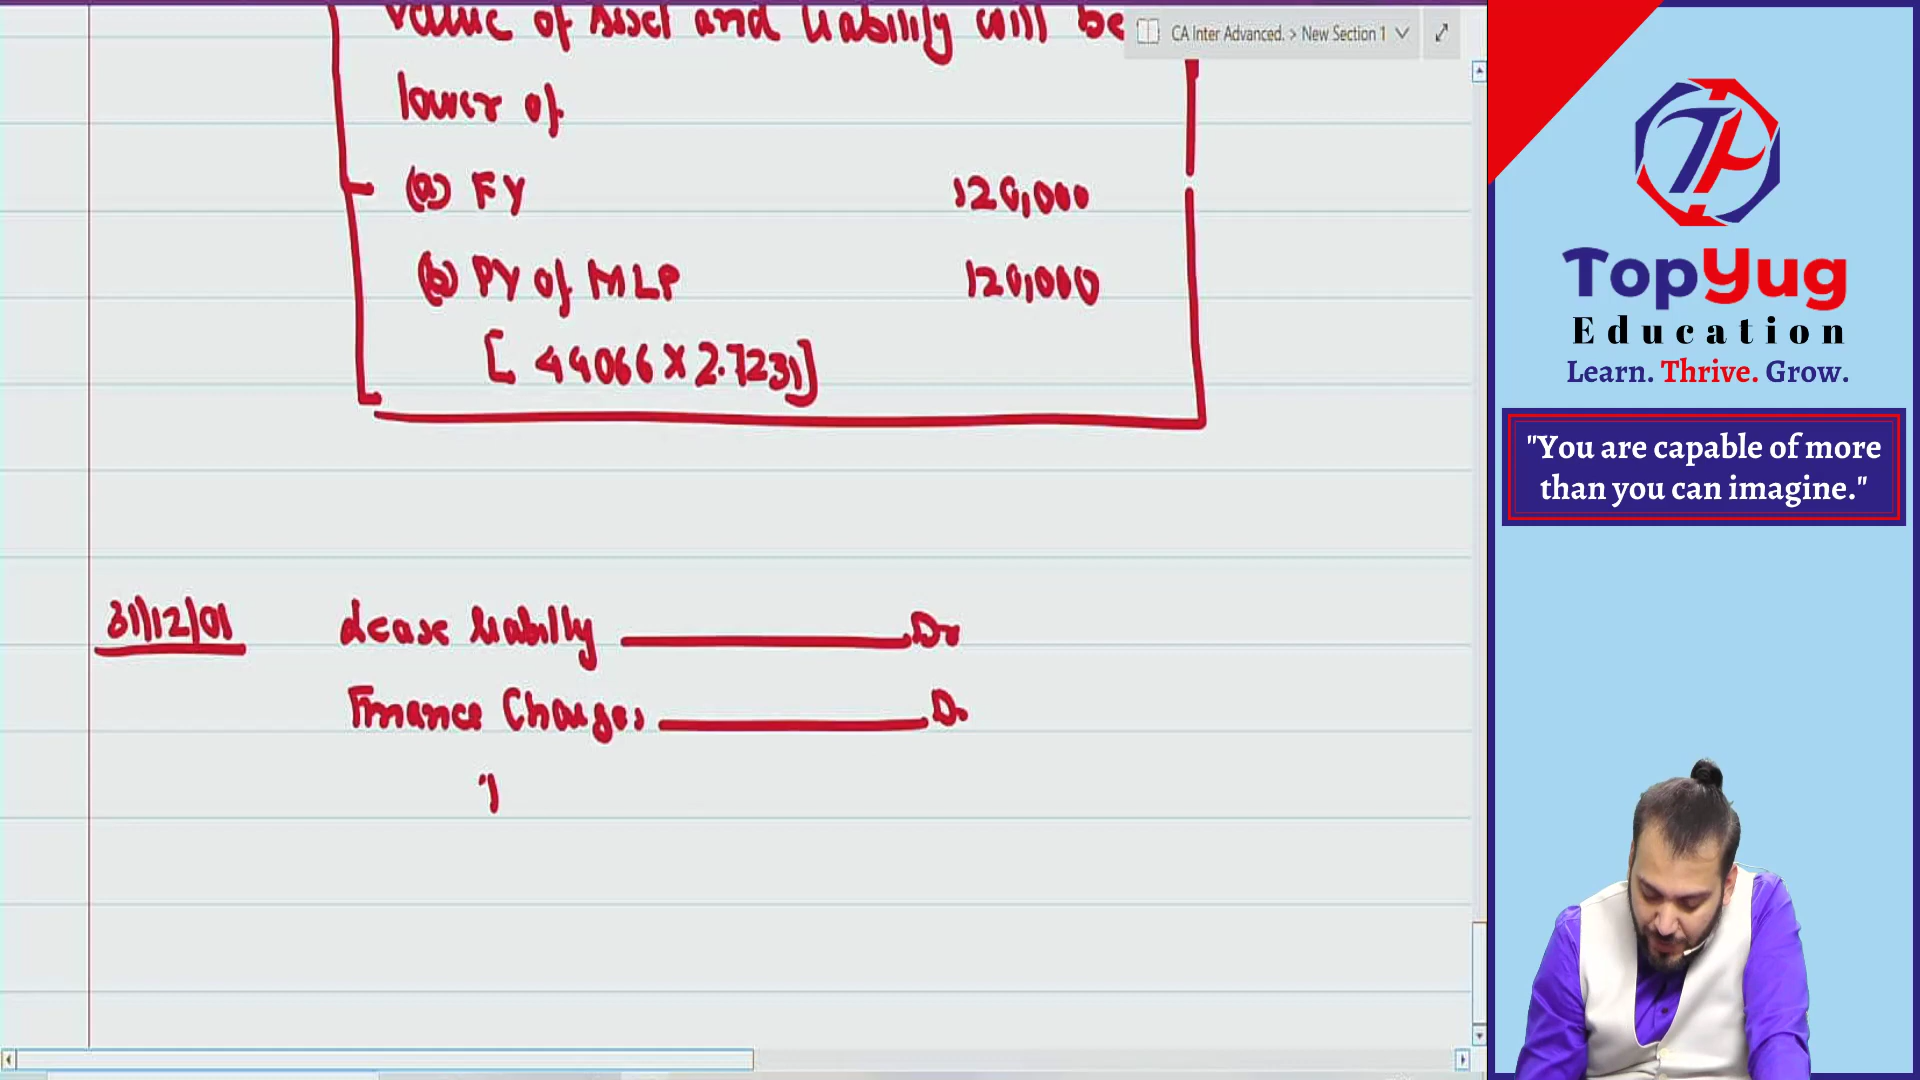 value of Asset and liability will be
CA Inter Advanced. > New Section 1
lower of
(a) FV 120,000
(b) PV of MLP 120,000
[44066 X 2.7231]
31/12/01 Lease liability Dr
Finance Charges Dr
TopYug
Education
Learn. Thrive. Grow.
"You are capable of more
than you can imagine."